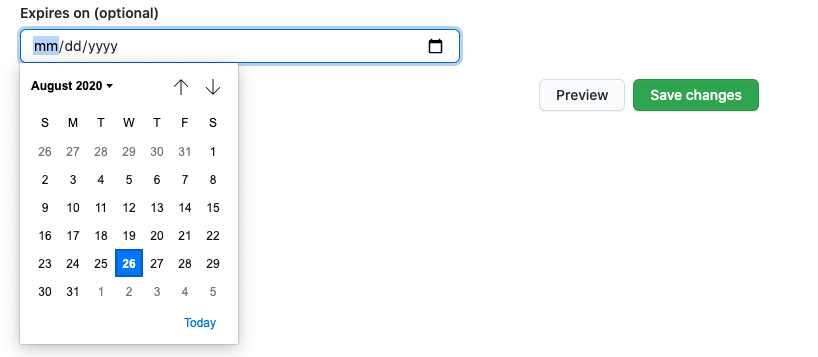 Expires on (optional)
mm/dd/yyyy
August 2020
Preview Save changes
S M T W T F S
26 27 28 29 30 31 1
2 3 4 5 6 7 8
9 10 11 12 13 14 15
16 17 18 19 20 21 22
23 24 25 26 27 28 29
30 31 1 2 3 4 5
Today